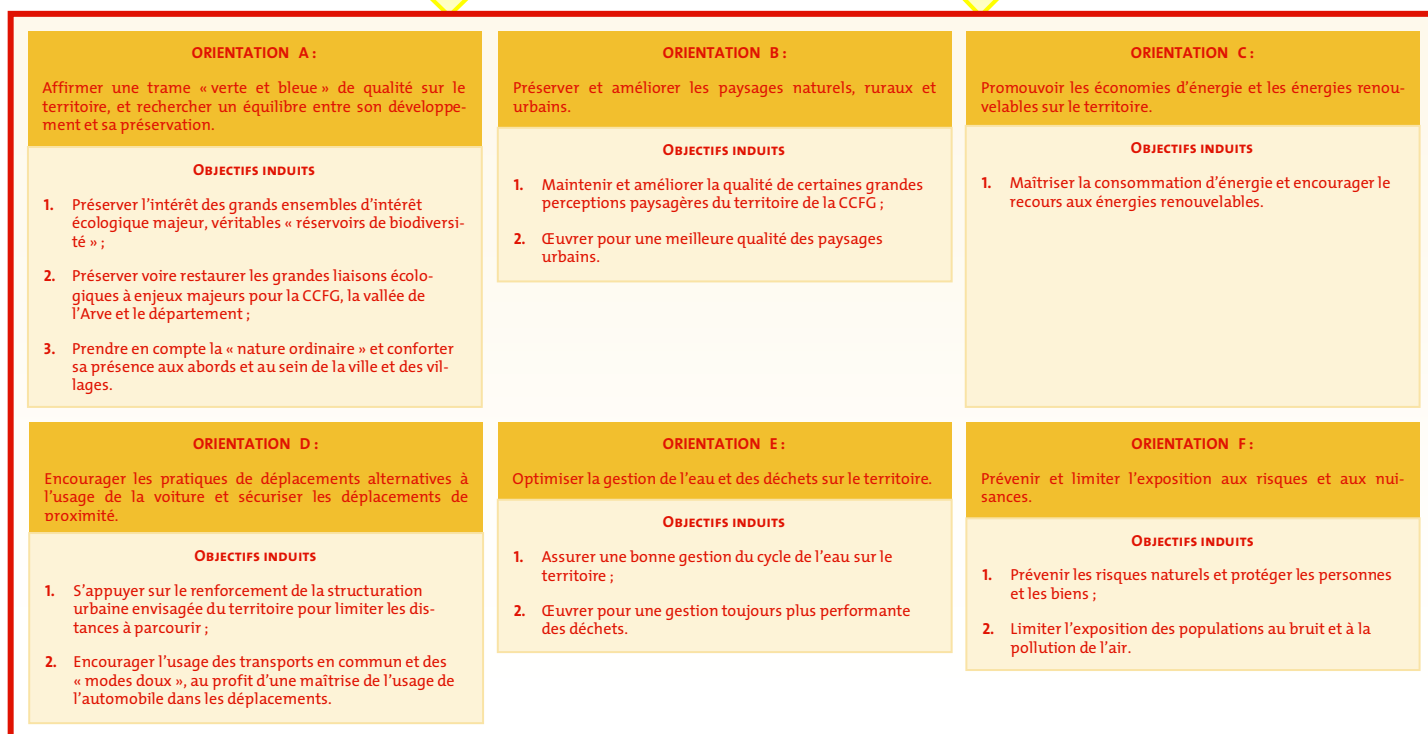 ORIENTATION A :
Affirmer une trame « verte et bleue » de qualité sur le
territoire, et rechercher un équilibre entre son développe-
ment et sa préservation.
OBJECTIFS INDUITS
1. Préserver l'intérêt des grands ensembles d'intérêt
écologique majeur, véritables « réservoirs de biodiversi-
té » ;
2. Préserver voire restaurer les grandes liaisons écolo-
giques à enjeux majeurs pour la CCFG, la vallée de
l'Arve et le département ;
3. Prendre en compte la « nature ordinaire » et conforter
sa présence aux abords et au sein de la ville et des vil-
lages.
ORIENTATION B :
Préserver et améliorer les paysages naturels, ruraux et
urbains.
OBJECTIFS INDUITS
1. Maintenir et améliorer la qualité de certaines grandes
perceptions paysagères du territoire de la CCFG ;
2. Œuvrer pour une meilleure qualité des paysages
urbains.
ORIENTATION C :
Promouvoir les économies d'énergie et les énergies renou-
velables sur le territoire.
OBJECTIFS INDUITS
1. Maîtriser la consommation d'énergie et encourager le
recours aux énergies renouvelables.
ORIENTATION D :
Encourager les pratiques de déplacements alternatives à
l'usage de la voiture et sécuriser les déplacements de
proximité.
OBJECTIFS INDUITS
1. S'appuyer sur le renforcement de la structuration
urbaine envisagée du territoire pour limiter les dis-
tances à parcourir ;
2. Encourager l'usage des transports en commun et des
« modes doux », au profit d'une maîtrise de l'usage de
l'automobile dans les déplacements.
ORIENTATION E :
Optimiser la gestion de l'eau et des déchets sur le territoire.
OBJECTIFS INDUITS
1. Assurer une bonne gestion du cycle de l'eau sur le
territoire ;
2. Œuvrer pour une gestion toujours plus performante
des déchets.
ORIENTATION F :
Prévenir et limiter l'exposition aux risques et aux nui-
sances.
OBJECTIFS INDUITS
1. Prévenir les risques naturels et protéger les personnes
et les biens ;
2. Limiter l'exposition des populations au bruit et à la
pollution de l'air.